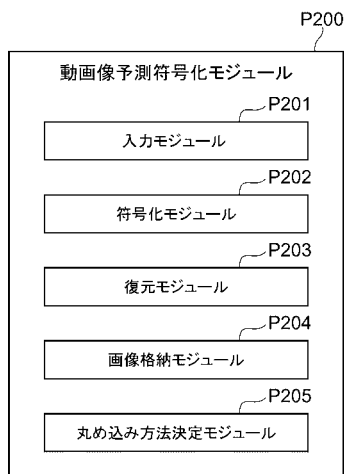 P200
動画像予測符号化モジュール
P201
入力モジュール
P202
符号化モジュール
P203
復元モジュール
P204
画像格納モジュール
P205
丸め込み方法決定モジュール